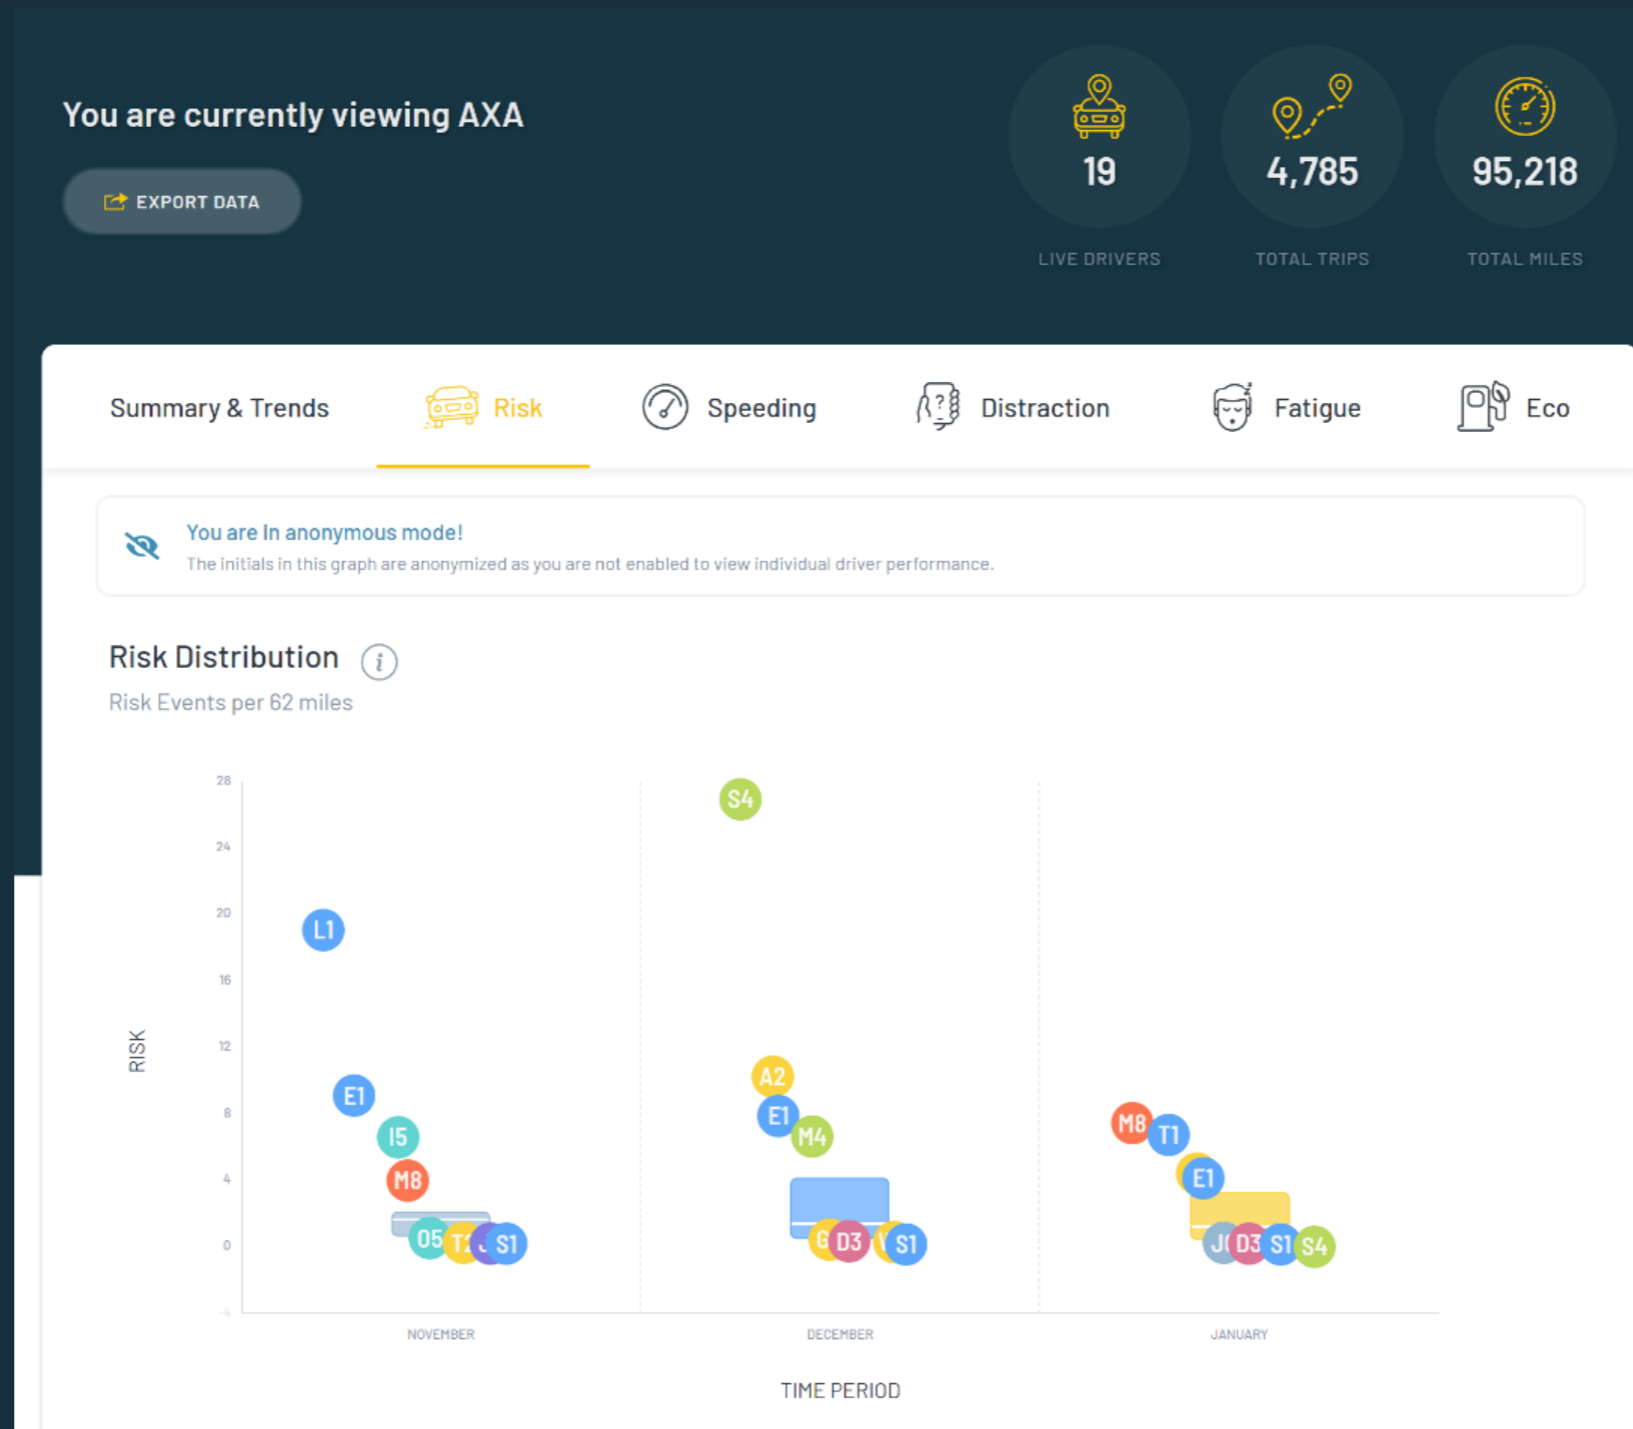 You are currently viewing AXA
EXPORT DATA
19
4,785
95,218
LIVE DRIVERS
TOTAL TRIPS
TOTAL MILES
Summary & Trends
Risk
Speeding
Distraction
Fatigue
Eco
You are In anonymous mode!
The initials in this graph are anonymized as you are not enabled to view individual driver performance.
Risk Distribution
i
Risk Events per 62 miles
28
24
20
16
12
8
4
0
-4
RISK
L1
E1
I5
M8
O5
S1
S4
A2
E1
M4
D3
S1
M8
T1
E1
D3
S1
S4
NOVEMBER
DECEMBER
JANUARY
TIME PERIOD